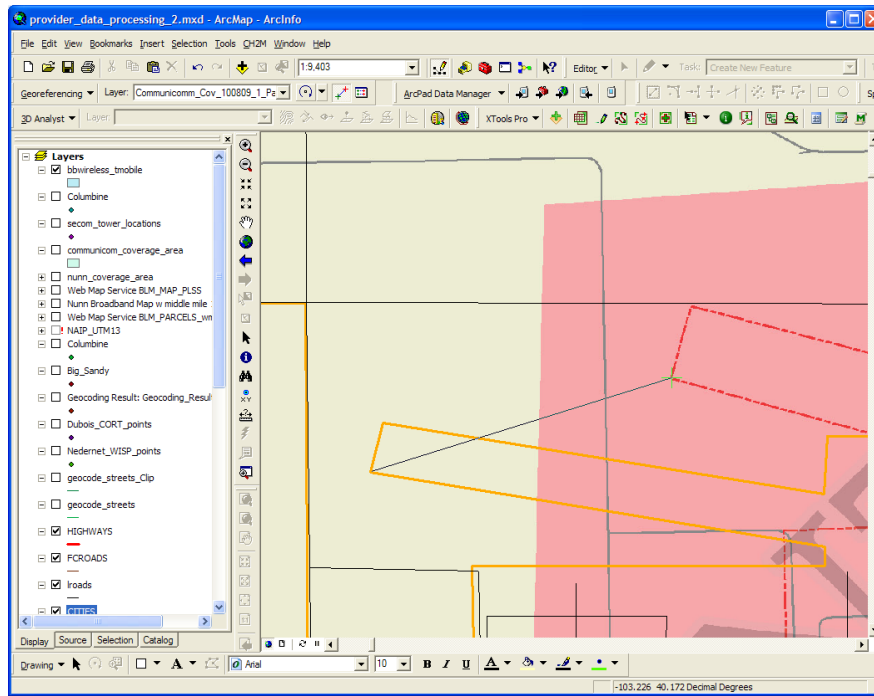 provider_data_processing_2.mxd - ArcMap - ArcInfo
File Edit View Bookmarks Insert Selection Tools CH2M Window Help
1:9,403 Editor Task: Create New Feature
Georeferencing Layer: Communicomm_Cov_100809_1_Pa ArcPad Data Manager Sp
3D Analyst Layer: XTools Pro
Layers
bbwireless_tmobile
Columbine
secom_tower_locations
communicom_coverage_area
nunn_coverage_area
Web Map Service BLM_MAP_PLSS
Nunn Broadband Map w middle mile
Web Map Service BLM_PARCELS_wm
NAIP_UTM13
Columbine
Big_Sandy
Geocoding Result: Geocoding_Resul
Dubois_CORT_points
Nedernet_WISP_points
geocode_streets_Clip
geocode_streets
HIGHWAYS
FCROADS
lroads
CITIES
Display Source Selection Catalog
Drawing A Arial 10 B I U A
-103.226 40.172 Decimal Degrees